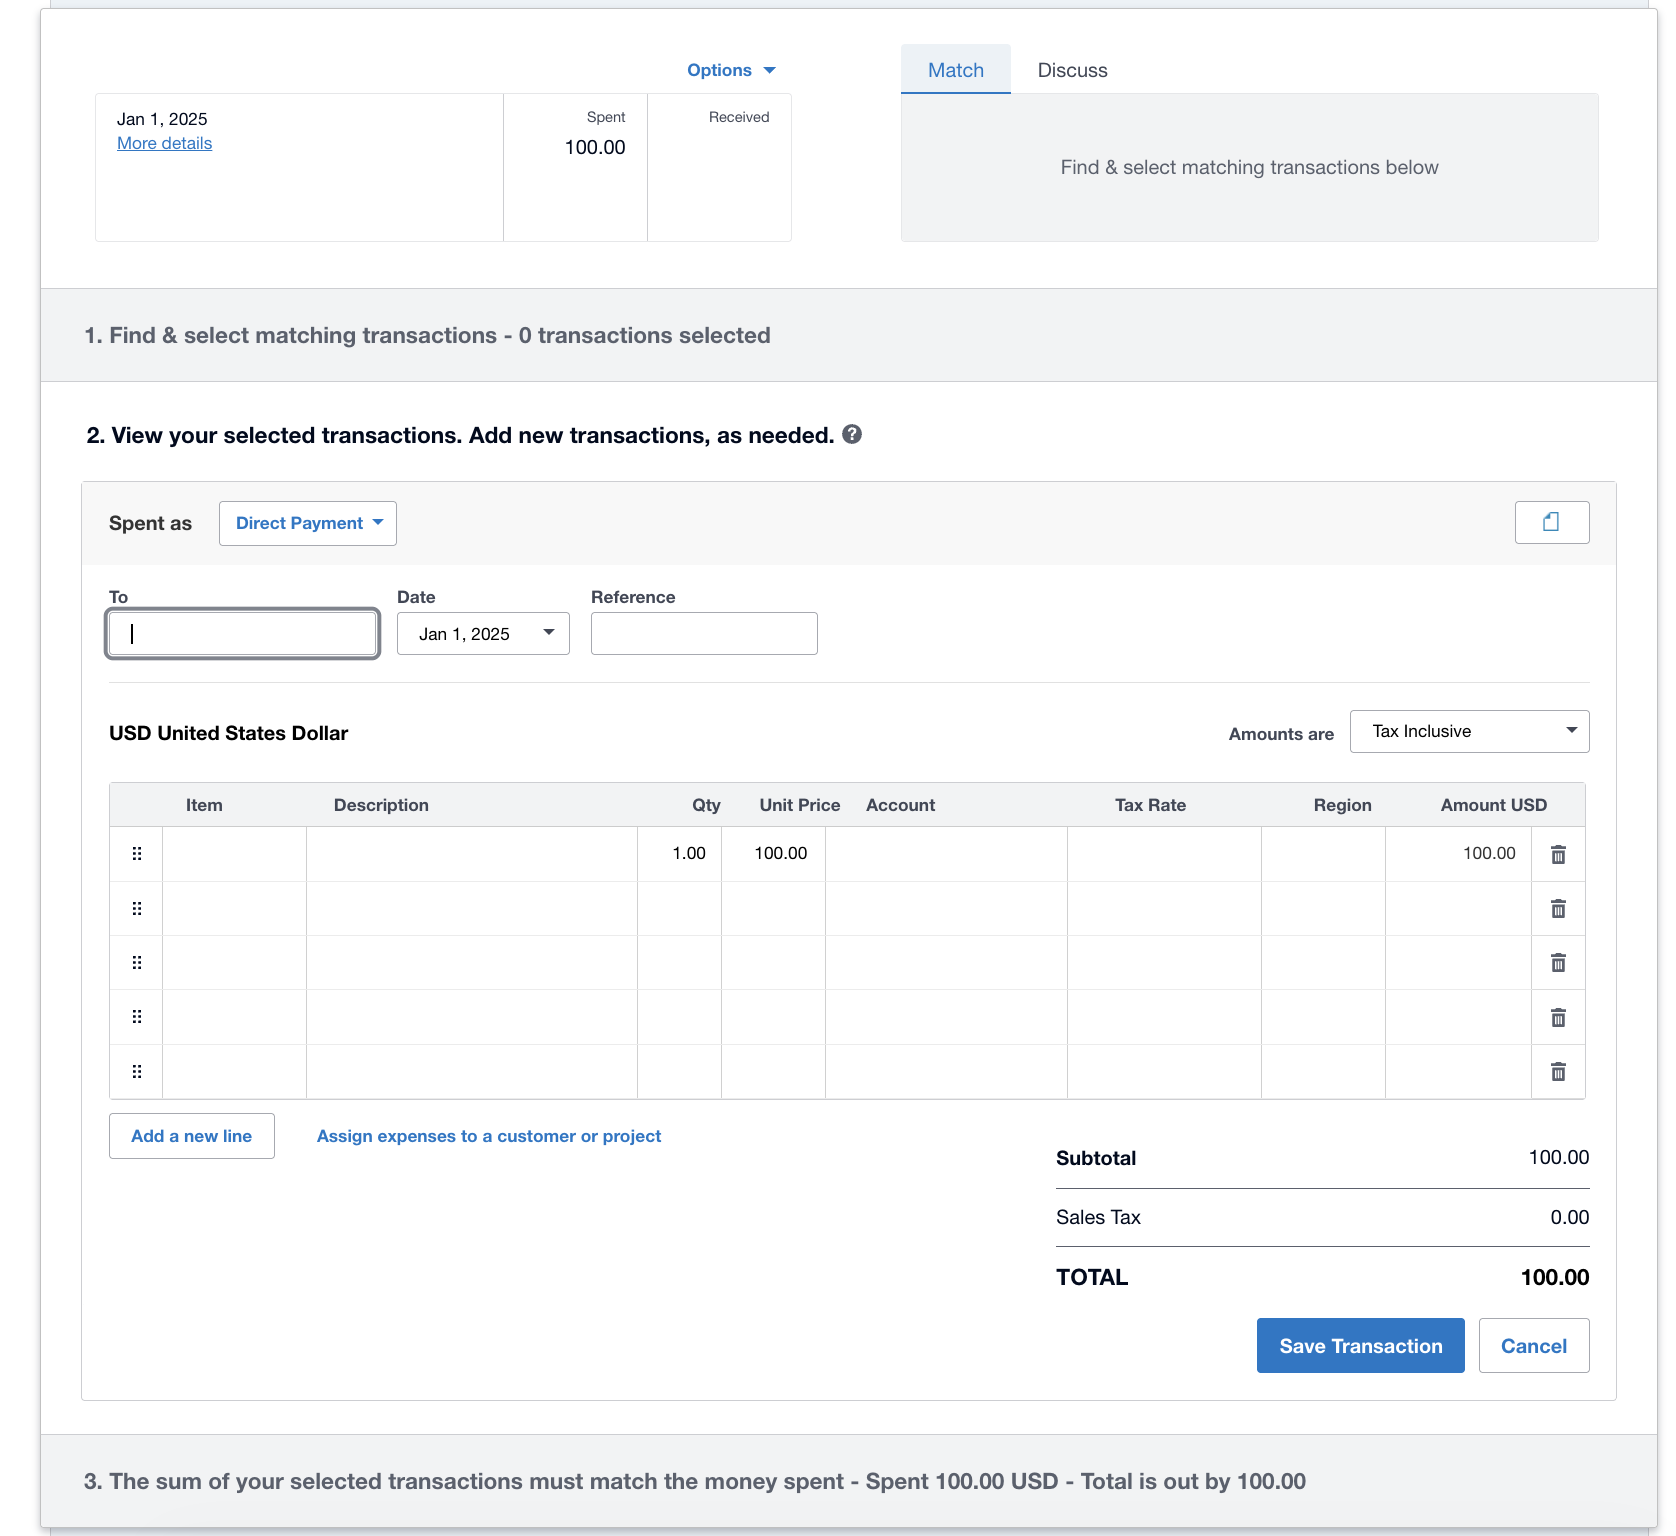 Options
Match Discuss
Jan 1, 2025 Spent Received
More details 100.00
Find & select matching transactions below
1. Find & select matching transactions - 0 transactions selected
2. View your selected transactions. Add new transactions, as needed. ?
Spent as Direct Payment
To Date Reference
Jan 1, 2025
USD United States Dollar Amounts are Tax Inclusive
Item Description Qty Unit Price Account Tax Rate Region Amount USD
1.00 100.00 100.00
Add a new line Assign expenses to a customer or project
Subtotal 100.00
Sales Tax 0.00
TOTAL 100.00
Save Transaction Cancel
3. The sum of your selected transactions must match the money spent - Spent 100.00 USD - Total is out by 100.00